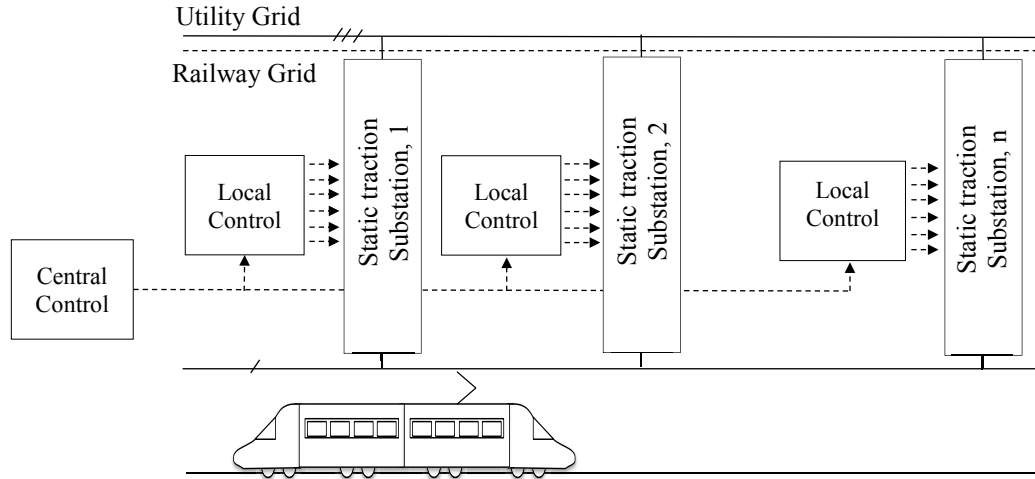 Utility Grid
Railway Grid
Static traction
Substation, 1
Static traction
Substation, 2
Static traction
Substation, n
Local
Control
Local
Control
Local
Control
Central
Control